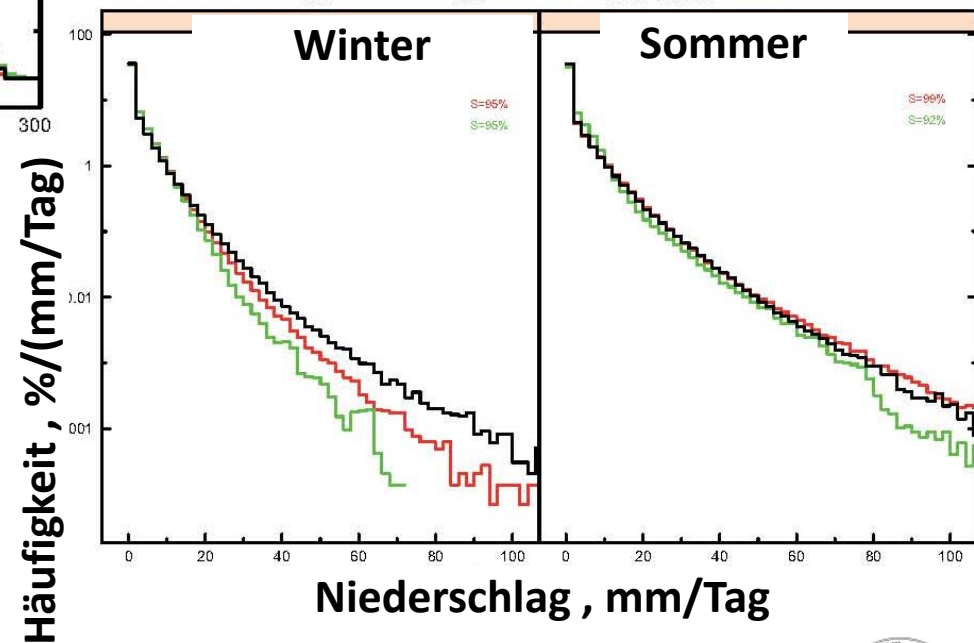 300
Häufigkeit , %/(mm/Tag)
100
1
1.01
001
Winter
S=95%
S=95%
0 20 40 60 80 100
Sommer
S=99%
S=92%
0 20 40 60 80 100
Niederschlag , mm/Tag